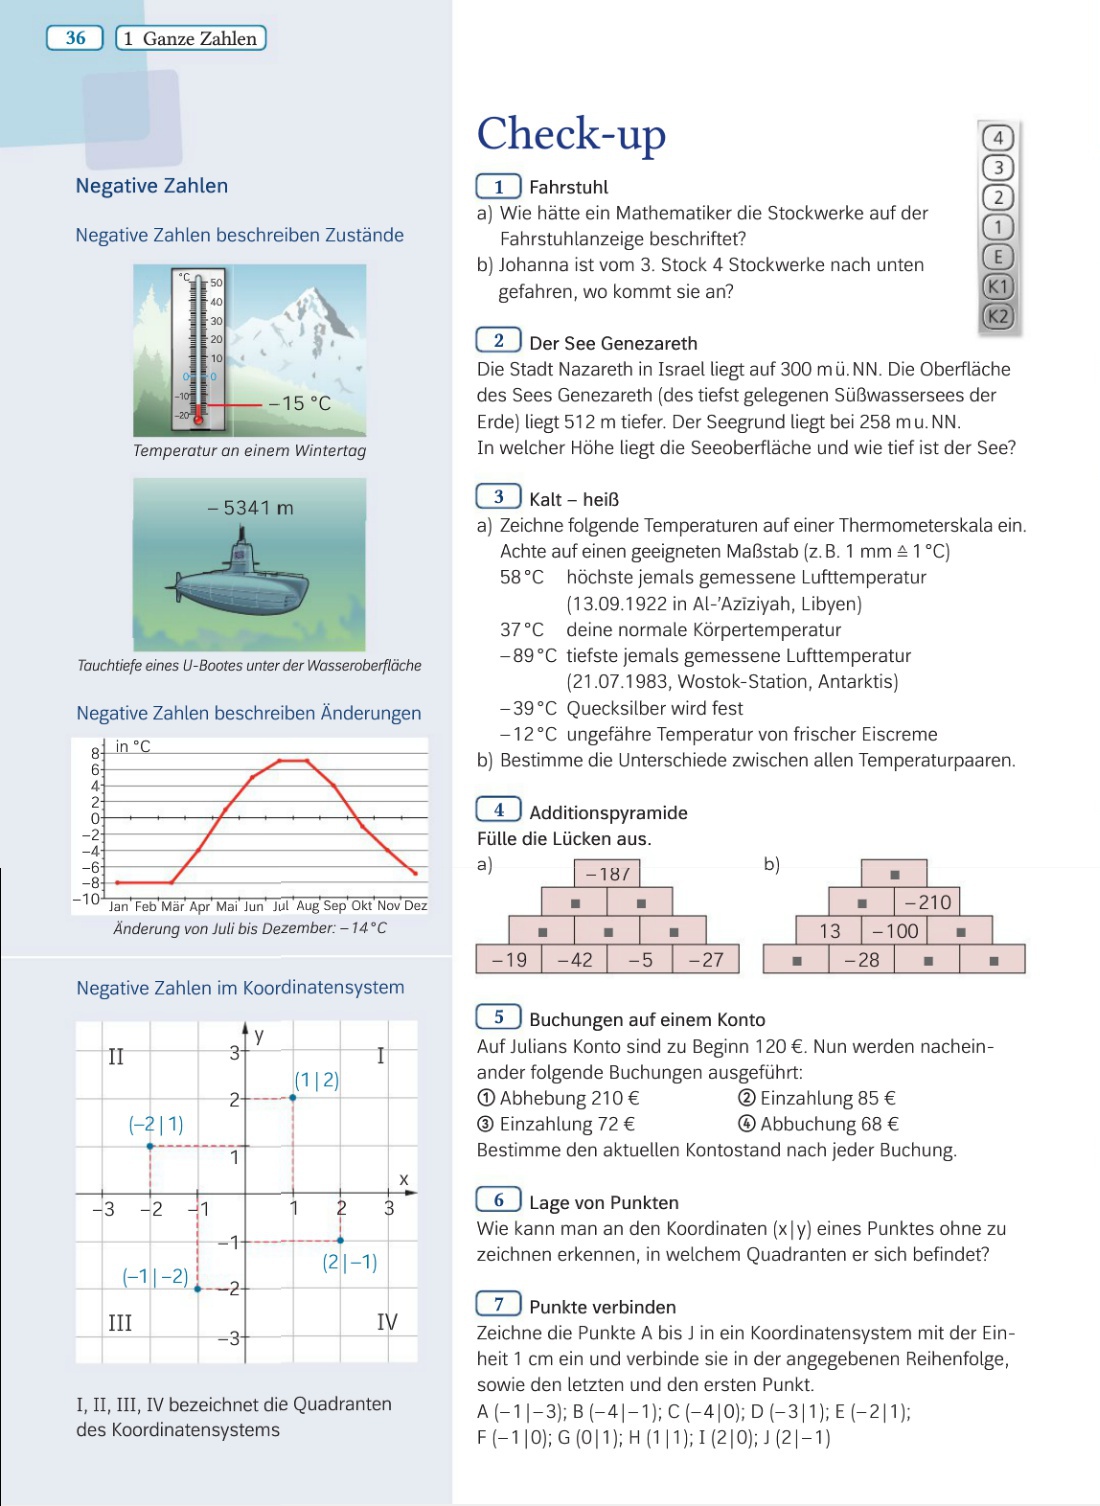 36
1 Ganze Zahlen
Negative Zahlen
Negative Zahlen beschreiben Zustände
°C
50
40
30
20
10
0 0
-10
-20
−15 °C
Temperatur an einem Wintertag
− 5341 m
Tauchtiefe eines U-Bootes unter der Wasseroberfläche
Negative Zahlen beschreiben Änderungen
in °C
8
6
4
2
0
−2
−4
−6
−8
−10
Jan Feb Mär Apr Mai Jun Jul Aug Sep Okt Nov Dez
Änderung von Juli bis Dezember: −14 °C
Negative Zahlen im Koordinatensystem
y
II
3
I
(1|2)
2
(−2|1)
1
x
−3 −2 −1 1 2 3
−1
(2|−1)
(−1|−2)
−2
III
IV
−3
I, II, III, IV bezeichnet die Quadranten
des Koordinatensystems
Check-up
4
3
2
1
E
K1
K2
1 Fahrstuhl
a) Wie hätte ein Mathematiker die Stockwerke auf der
Fahrstuhlanzeige beschriftet?
b) Johanna ist vom 3. Stock 4 Stockwerke nach unten
gefahren, wo kommt sie an?
2 Der See Genezareth
Die Stadt Nazareth in Israel liegt auf 300 m ü. NN. Die Oberfläche
des Sees Genezareth (des tiefst gelegenen Süßwassersees der
Erde) liegt 512 m tiefer. Der Seegrund liegt bei 258 m u. NN.
In welcher Höhe liegt die Seeoberfläche und wie tief ist der See?
3 Kalt – heiß
a) Zeichne folgende Temperaturen auf einer Thermometerskala ein.
Achte auf einen geeigneten Maßstab (z. B. 1 mm ≙ 1 °C)
58 °C höchste jemals gemessene Lufttemperatur
(13.09.1922 in Al-'Azīziyah, Libyen)
37 °C deine normale Körpertemperatur
−89 °C tiefste jemals gemessene Lufttemperatur
(21.07.1983, Wostok-Station, Antarktis)
−39 °C Quecksilber wird fest
−12 °C ungefähre Temperatur von frischer Eiscreme
b) Bestimme die Unterschiede zwischen allen Temperaturpaaren.
4 Additionspyramide
Fülle die Lücken aus.
a)
−187
■ ■
■ ■ ■
−19 −42 −5 −27
b)
■
■ −210
13 −100 ■
■ −28 ■ ■
5 Buchungen auf einem Konto
Auf Julians Konto sind zu Beginn 120 €. Nun werden nachein-
ander folgende Buchungen ausgeführt:
① Abhebung 210 € ② Einzahlung 85 €
③ Einzahlung 72 € ④ Abbuchung 68 €
Bestimme den aktuellen Kontostand nach jeder Buchung.
6 Lage von Punkten
Wie kann man an den Koordinaten (x|y) eines Punktes ohne zu
zeichnen erkennen, in welchem Quadranten er sich befindet?
7 Punkte verbinden
Zeichne die Punkte A bis J in ein Koordinatensystem mit der Ein-
heit 1 cm ein und verbinde sie in der angegebenen Reihenfolge,
sowie den letzten und den ersten Punkt.
A (−1|−3); B (−4|−1); C (−4|0); D (−3|1); E (−2|1);
F (−1|0); G (0|1); H (1|1); I (2|0); J (2|−1)